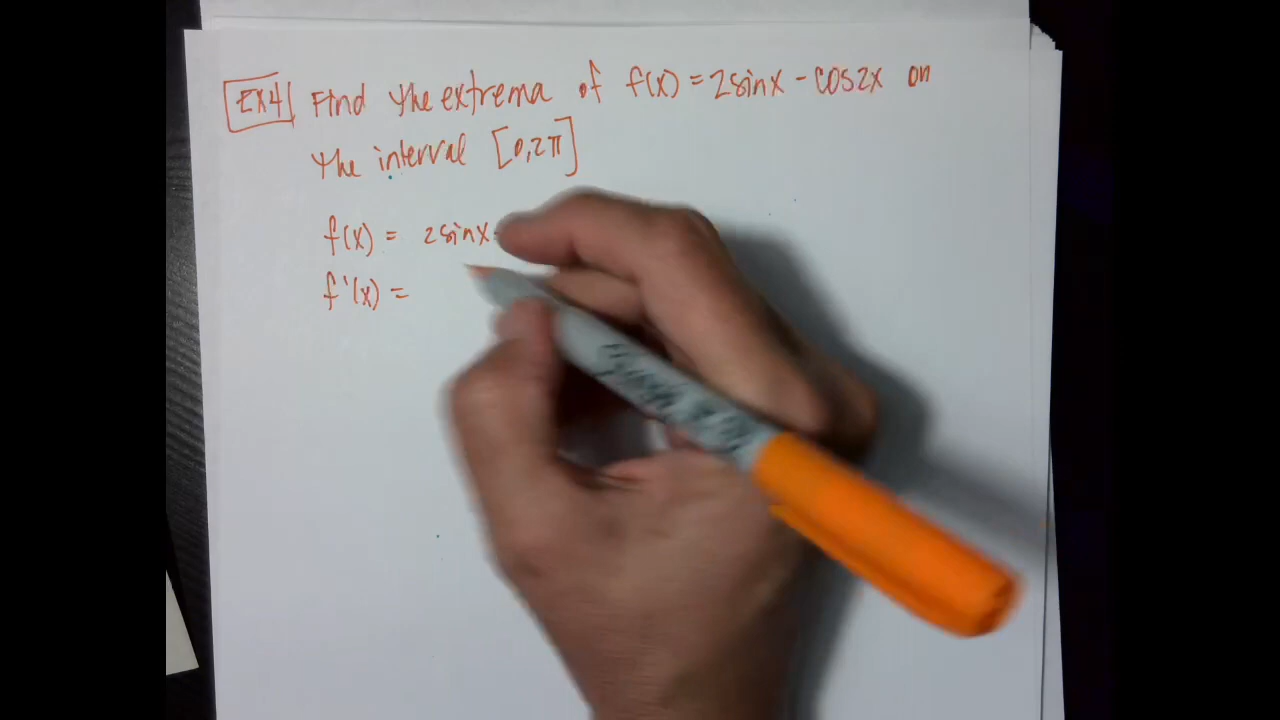 EX4 Find the extrema of f(x) = 2sinx - cos2x on
the interval [0,2π]
f(x) = 2sinx
f'(x) =